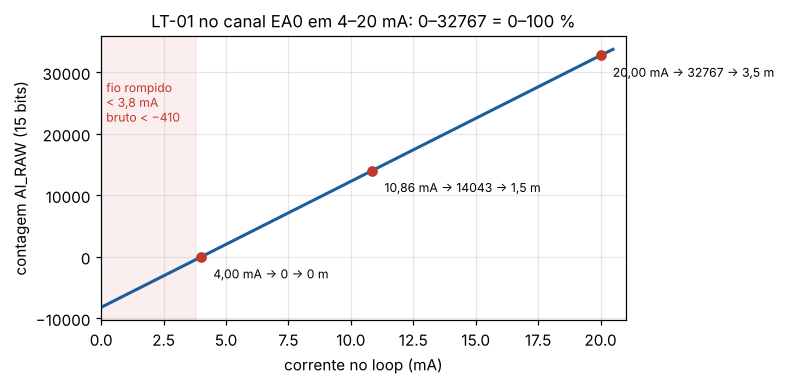 LT-01 no canal EA0 em 4–20 mA: 0–32767 = 0–100 %
contagem AI_RAW (15 bits)
30000
20000
10000
0
−10000
fio rompido
< 3,8 mA
bruto < −410
20,00 mA → 32767 → 3,5 m
10,86 mA → 14043 → 1,5 m
4,00 mA → 0 → 0 m
0.0 2.5 5.0 7.5 10.0 12.5 15.0 17.5 20.0
corrente no loop (mA)